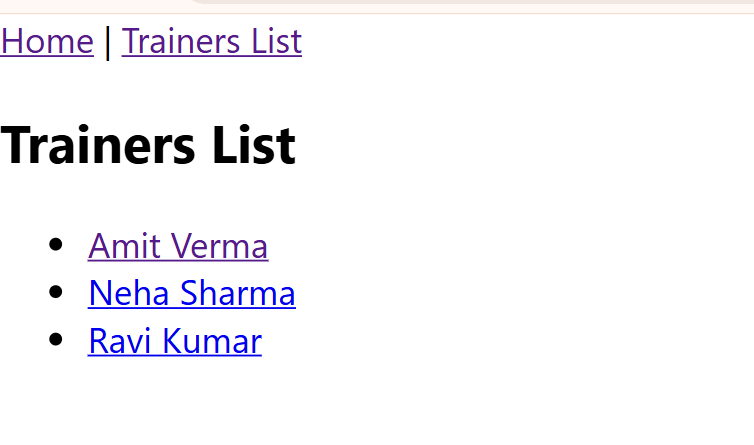 Home | Trainers List
Trainers List
• Amit Verma
• Neha Sharma
• Ravi Kumar